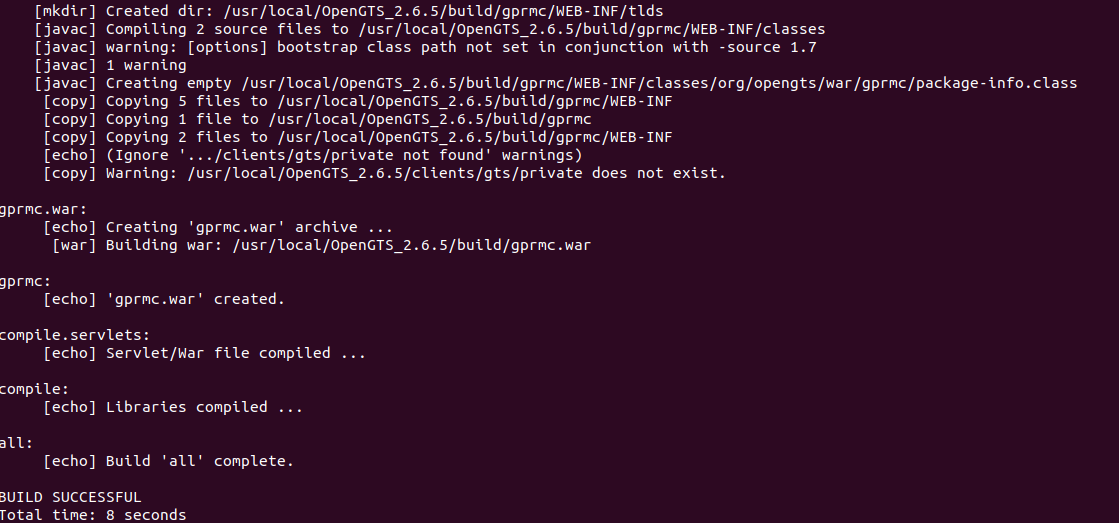 [mkdir] Created dir: /usr/local/OpenGTS_2.6.5/build/gprmc/WEB-INF/tlds
[javac] Compiling 2 source files to /usr/local/OpenGTS_2.6.5/build/gprmc/WEB-INF/classes
[javac] warning: [options] bootstrap class path not set in conjunction with -source 1.7
[javac] 1 warning
[javac] Creating empty /usr/local/OpenGTS_2.6.5/build/gprmc/WEB-INF/classes/org/opengts/war/gprmc/package-info.class
[copy] Copying 5 files to /usr/local/OpenGTS_2.6.5/build/gprmc/WEB-INF
[copy] Copying 1 file to /usr/local/OpenGTS_2.6.5/build/gprmc
[copy] Copying 2 files to /usr/local/OpenGTS_2.6.5/build/gprmc/WEB-INF
[echo] (Ignore '.../clients/gts/private not found' warnings)
[copy] Warning: /usr/local/OpenGTS_2.6.5/clients/gts/private does not exist.
gprmc.war:
[echo] Creating 'gprmc.war' archive ...
[war] Building war: /usr/local/OpenGTS_2.6.5/build/gprmc.war
gprmc:
[echo] 'gprmc.war' created.
compile.servlets:
[echo] Servlet/War file compiled ...
compile:
[echo] Libraries compiled ...
all:
[echo] Build 'all' complete.
BUILD SUCCESSFUL
Total time: 8 seconds